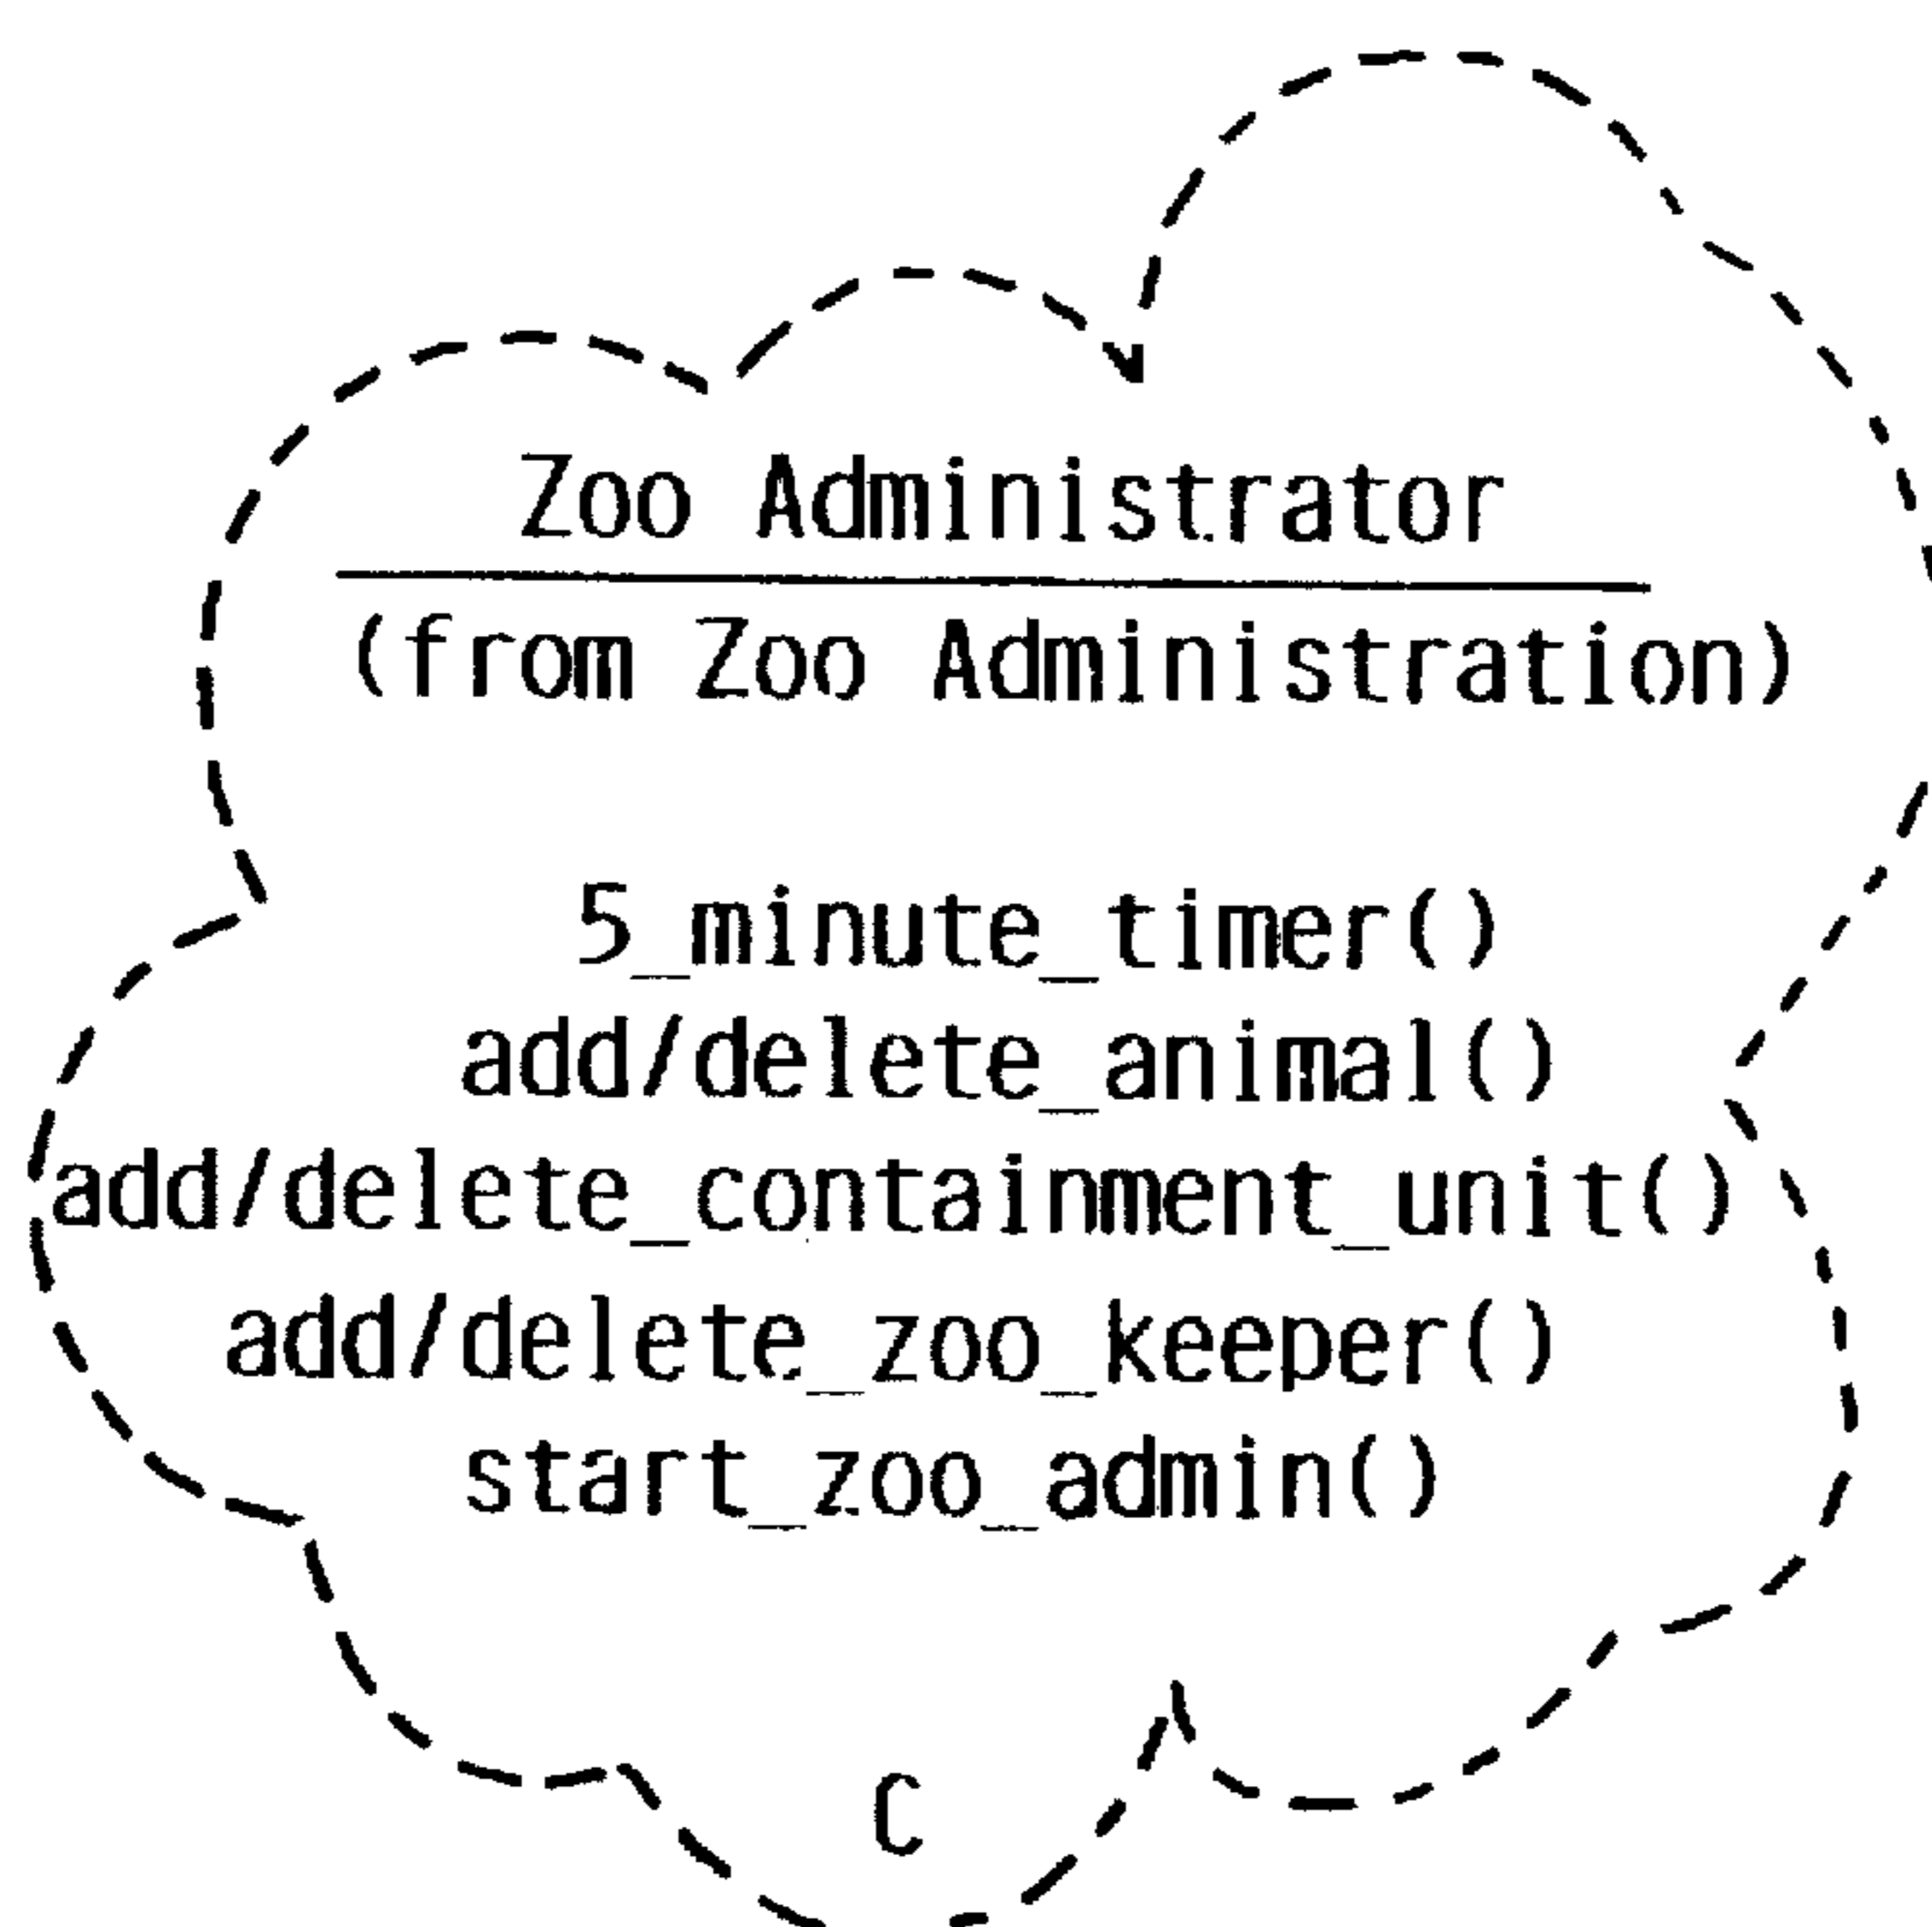 Zoo Administrator
(from Zoo Administration)
5_minute_timer()
add/delete_animal()
add/delete_containment_unit()
add/delete_zoo_keeper()
start_zoo_admin()
C